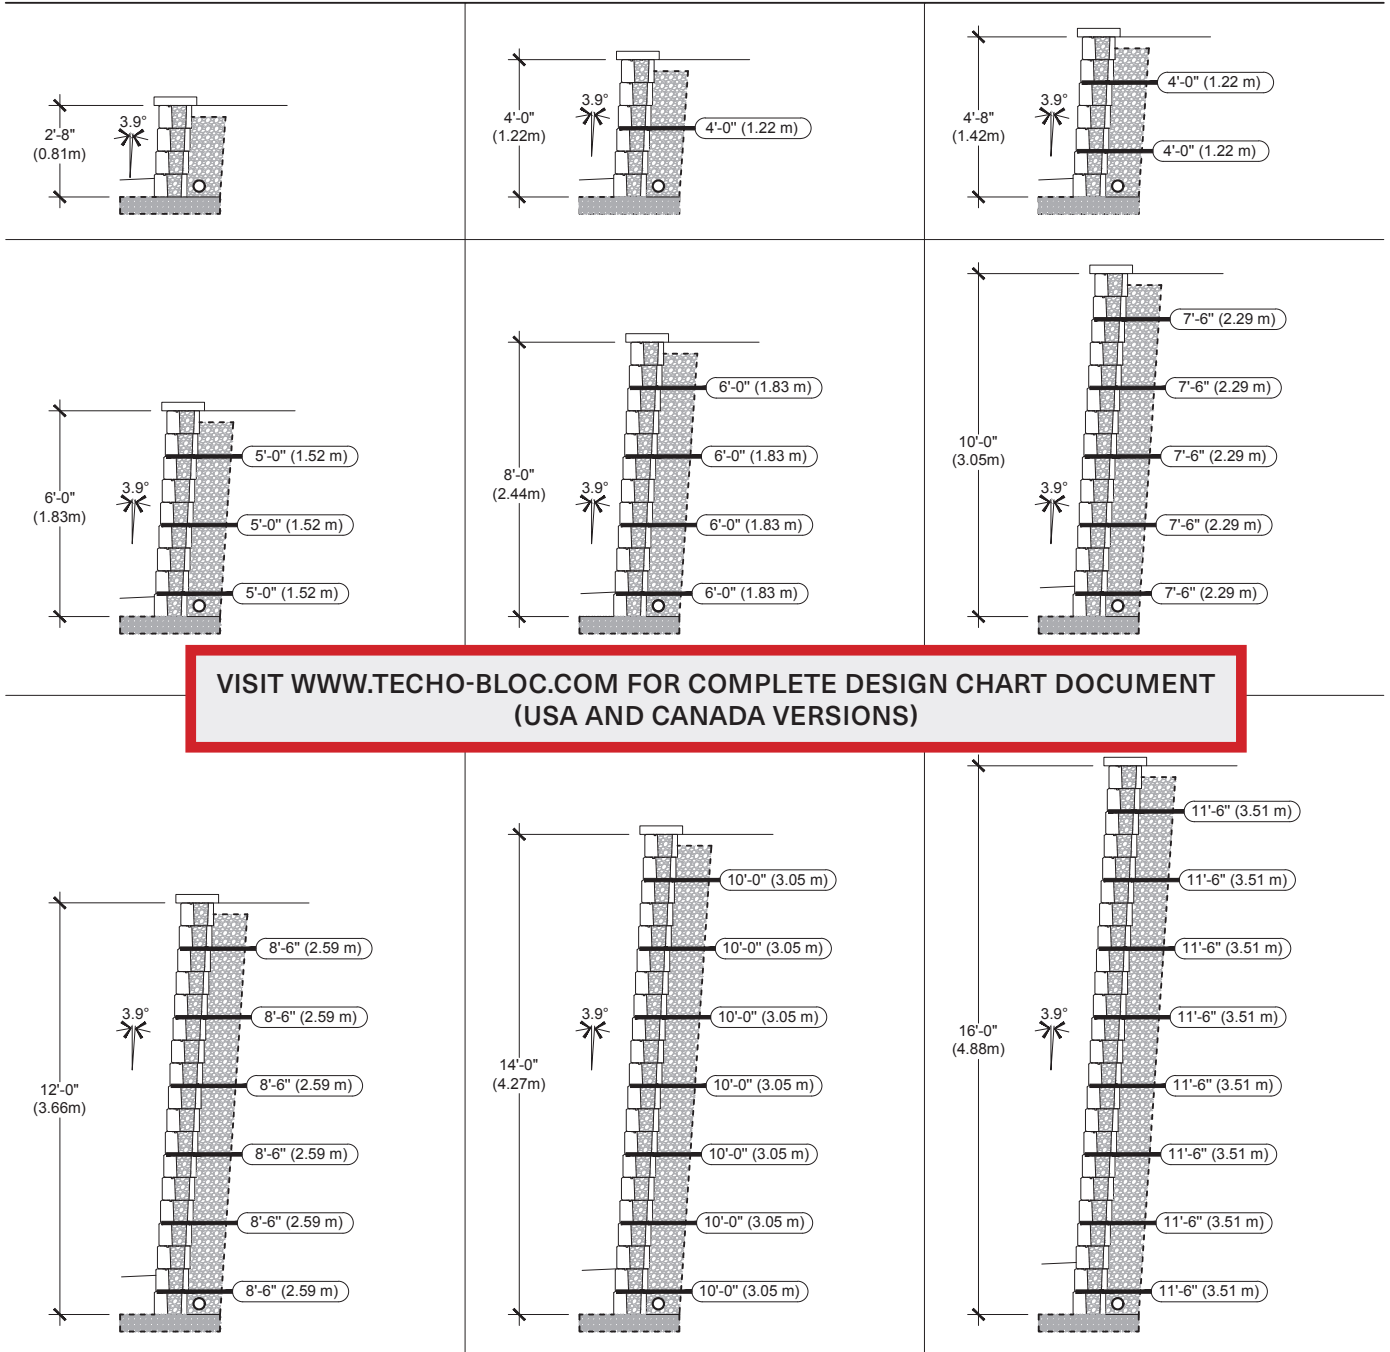 2'-8"
(0.81m)
3.9°
4'-0"
(1.22m)
3.9°
4'-0" (1.22 m)
4'-8"
(1.42m)
3.9°
4'-0" (1.22 m)
4'-0" (1.22 m)
6'-0"
(1.83m)
3.9°
5'-0" (1.52 m)
5'-0" (1.52 m)
5'-0" (1.52 m)
8'-0"
(2.44m)
3.9°
6'-0" (1.83 m)
6'-0" (1.83 m)
6'-0" (1.83 m)
6'-0" (1.83 m)
10'-0"
(3.05m)
3.9°
7'-6" (2.29 m)
7'-6" (2.29 m)
7'-6" (2.29 m)
7'-6" (2.29 m)
7'-6" (2.29 m)
VISIT WWW.TECHO-BLOC.COM FOR COMPLETE DESIGN CHART DOCUMENT
(USA AND CANADA VERSIONS)
12'-0"
(3.66m)
3.9°
8'-6" (2.59 m)
8'-6" (2.59 m)
8'-6" (2.59 m)
8'-6" (2.59 m)
8'-6" (2.59 m)
8'-6" (2.59 m)
14'-0"
(4.27m)
3.9°
10'-0" (3.05 m)
10'-0" (3.05 m)
10'-0" (3.05 m)
10'-0" (3.05 m)
10'-0" (3.05 m)
10'-0" (3.05 m)
10'-0" (3.05 m)
16'-0"
(4.88m)
3.9°
11'-6" (3.51 m)
11'-6" (3.51 m)
11'-6" (3.51 m)
11'-6" (3.51 m)
11'-6" (3.51 m)
11'-6" (3.51 m)
11'-6" (3.51 m)
11'-6" (3.51 m)